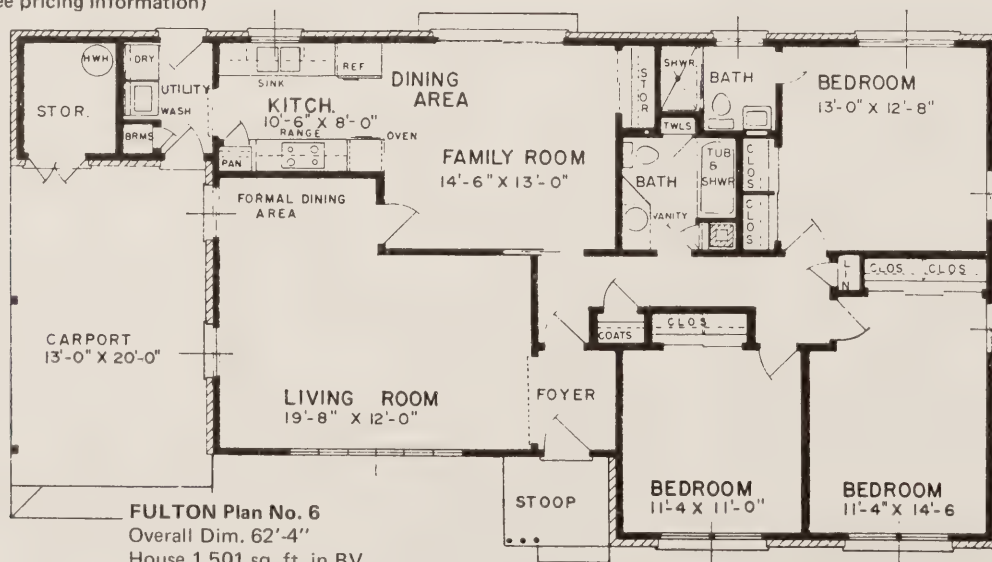 ee pricing information)
HWH
DRY
UTILITY
WASH
STOR.
BRMS
SINK
REF
KITCH.
10'-6" X 8'-0"
RANGE
OVEN
PAN
DINING
AREA
FAMILY ROOM
14'-6" X 13'-0"
FORMAL DINING
AREA
STOR
SHWR.
BATH
TWLS
BATH
TUB
&
SHWR
VANITY
CLOS
CLOS
BEDROOM
13'-0" X 12'-8"
LN
CLOS CLOS
CARPORT
13'-0" X 20'-0"
LIVING ROOM
19'-8" X 12'-0"
COATS
CLOS
FOYER
STOOP
BEDROOM
11'-4 X 11'-0"
BEDROOM
11'-4" X 14'-6
FULTON Plan No. 6
Overall Dim. 62'-4"
House 1,501 sq. ft. in BV